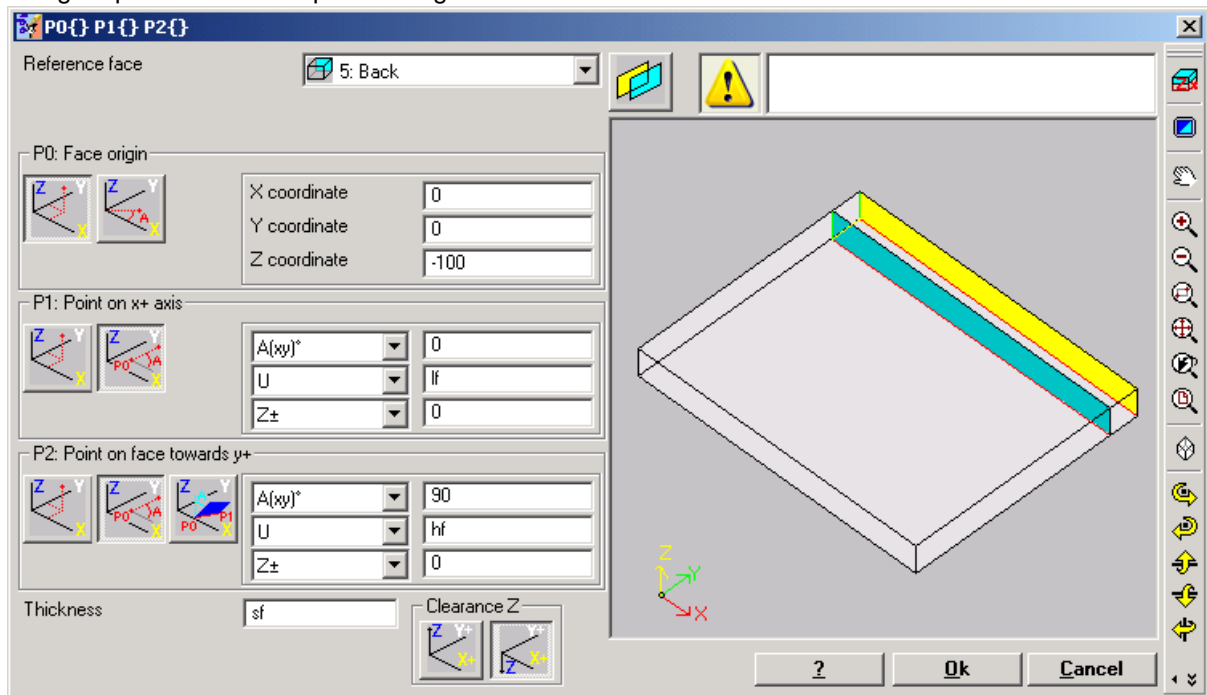 P0{} P1{} P2{}
Reference face
5: Back
P0: Face origin
X coordinate
0
Y coordinate
0
Z coordinate
-100
P1: Point on x+ axis
A(xy)°
0
U
lf
Z±
0
P2: Point on face towards y+
A(xy)°
90
U
hf
Z±
0
Thickness
sf
Clearance Z
Z
Y
X
?
Ok
Cancel